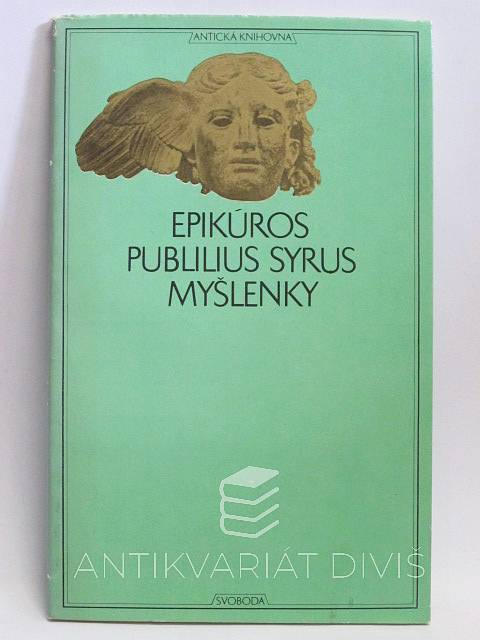 ANTICKÁ KNIHOVNA
EPIKÚROS
PUBLILIUS SYRUS
MYŠLENKY
ANTIKVARIÁT DIVIŠ
SVOBODA